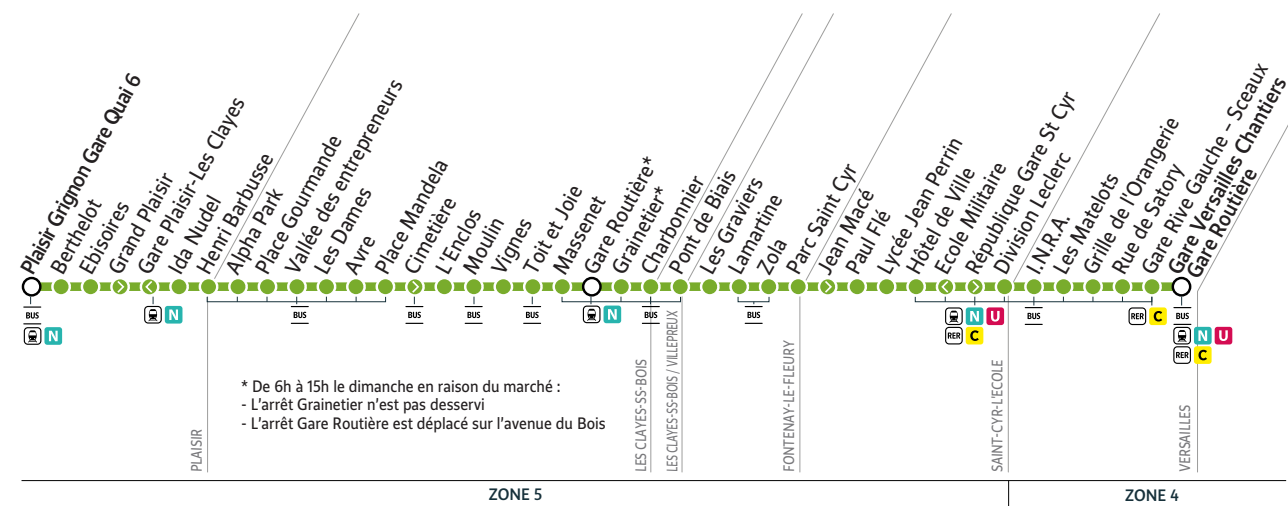 Plaisir Grignon Gare Quai 6
Berthelot
Ebisoires
Grand Plaisir
Gare Plaisir-Les Clayes
Ida Nudel
Henri Barbusse
Alpha Park
Place Gourmande
Vallée des entrepreneurs
Les Dames
Avre
Place Mandela
Cimetière
L'Enclos
Moulin
Vignes
Toit et Joie
Massenet
Gare Routière*
Grainetier*
Charbonnier
Pont de Biais
Les Graviers
Lamartine
Zola
Parc Saint Cyr
Jean Macé
Paul Fié
Lycée Jean Perrin
Hôtel de Ville
Ecole Militaire
République Gare St Cyr
Division Leclerc
I.N.R.A.
Les Matelots
Grille de l'Orangerie
Rue de Satory
Gare Rive Gauche - Sceaux
Gare Versailles Chantiers
Gare Routière
BUS
N
N
BUS
BUS
BUS
BUS
N
BUS
BUS
N U
RER C
BUS
RER C
BUS
N U
RER C
* De 6h à 15h le dimanche en raison du marché :
- L'arrêt Grainetier n'est pas desservi
- L'arrêt Gare Routière est déplacé sur l'avenue du Bois
PLAISIR
LES CLAYES-SS-BOIS
LES CLAYES-SS-BOIS / VILLEPREUX
FONTENAY-LE-FLEURY
SAINT-CYR-L'ECOLE
VERSAILLES
ZONE 5
ZONE 4